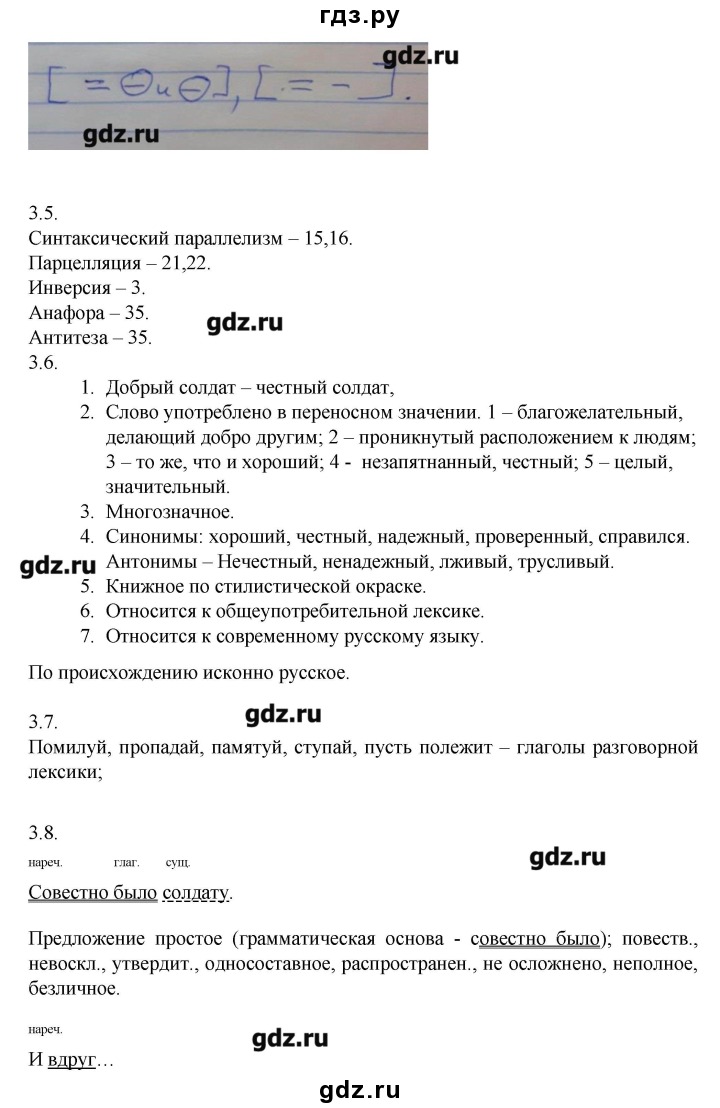 гдз.ру
gdz.ru
[ = ⊖ и ⊖ ], [ . = - ] .
gdz.ru
3.5.
Синтаксический параллелизм – 15,16.
Парцелляция – 21,22.
Инверсия – 3.
Анафора – 35.
gdz.ru
Антитеза – 35.
3.6.
1. Добрый солдат – честный солдат,
2. Слово употреблено в переносном значении. 1 – благожелательный,
делающий добро другим; 2 – проникнутый расположением к людям;
3 – то же, что и хороший; 4 - незапятнанный, честный; 5 – целый,
значительный.
3. Многозначное.
4. Синонимы: хороший, честный, надежный, проверенный, справился.
gdz.ru
Антонимы – Нечестный, ненадежный, лживый, трусливый.
5. Книжное по стилистической окраске.
6. Относится к общеупотребительной лексике.
7. Относится к современному русскому языку.
По происхождению исконно русское.
gdz.ru
3.7.
Помилуй, пропадай, памятуй, ступай, пусть полежит – глаголы разговорной
лексики;
3.8.
gdz.ru
нареч. глаг. сущ.
Совестно было солдату.
Предложение простое (грамматическая основа - совестно было); повеств.,
невоскл., утвердит., односоставное, распространен., не осложнено, неполное,
безличное.
нареч.
gdz.ru
И вдруг…
gdz.ru